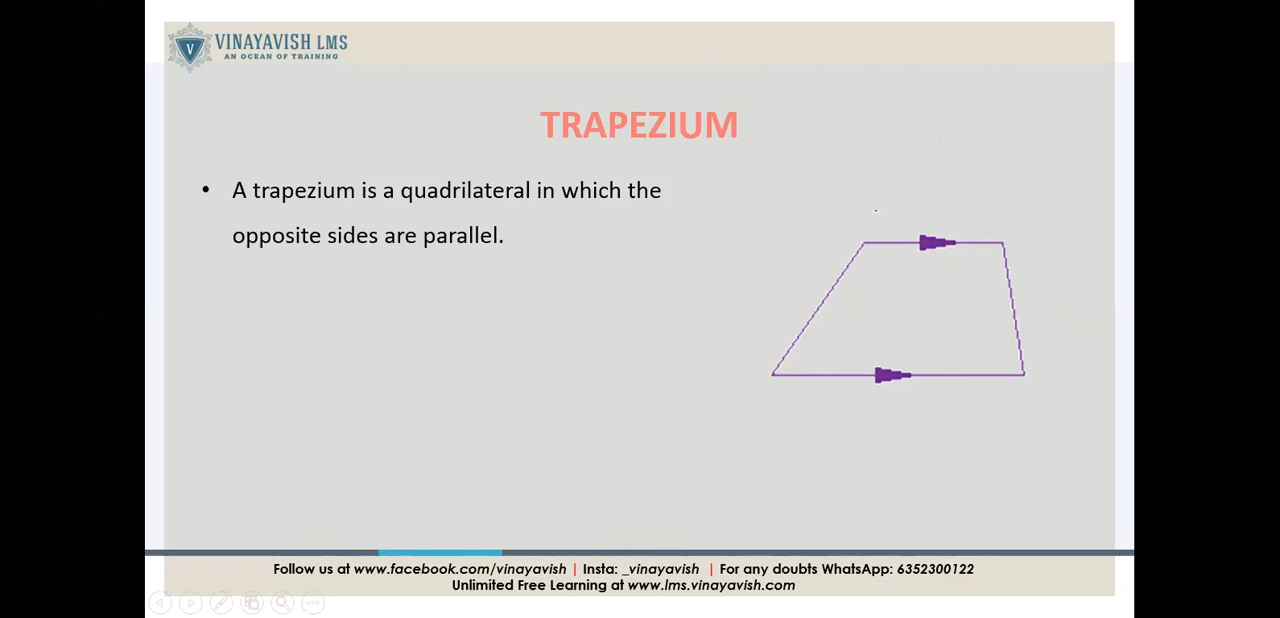 V
VINAYAVISH LMS
AN OCEAN OF TRAINING
TRAPEZIUM
• A trapezium is a quadrilateral in which the
opposite sides are parallel.
Follow us at www.facebook.com/vinayavish | Insta: _vinayavish | For any doubts WhatsApp: 6352300122
Unlimited Free Learning at www.lms.vinayavish.com